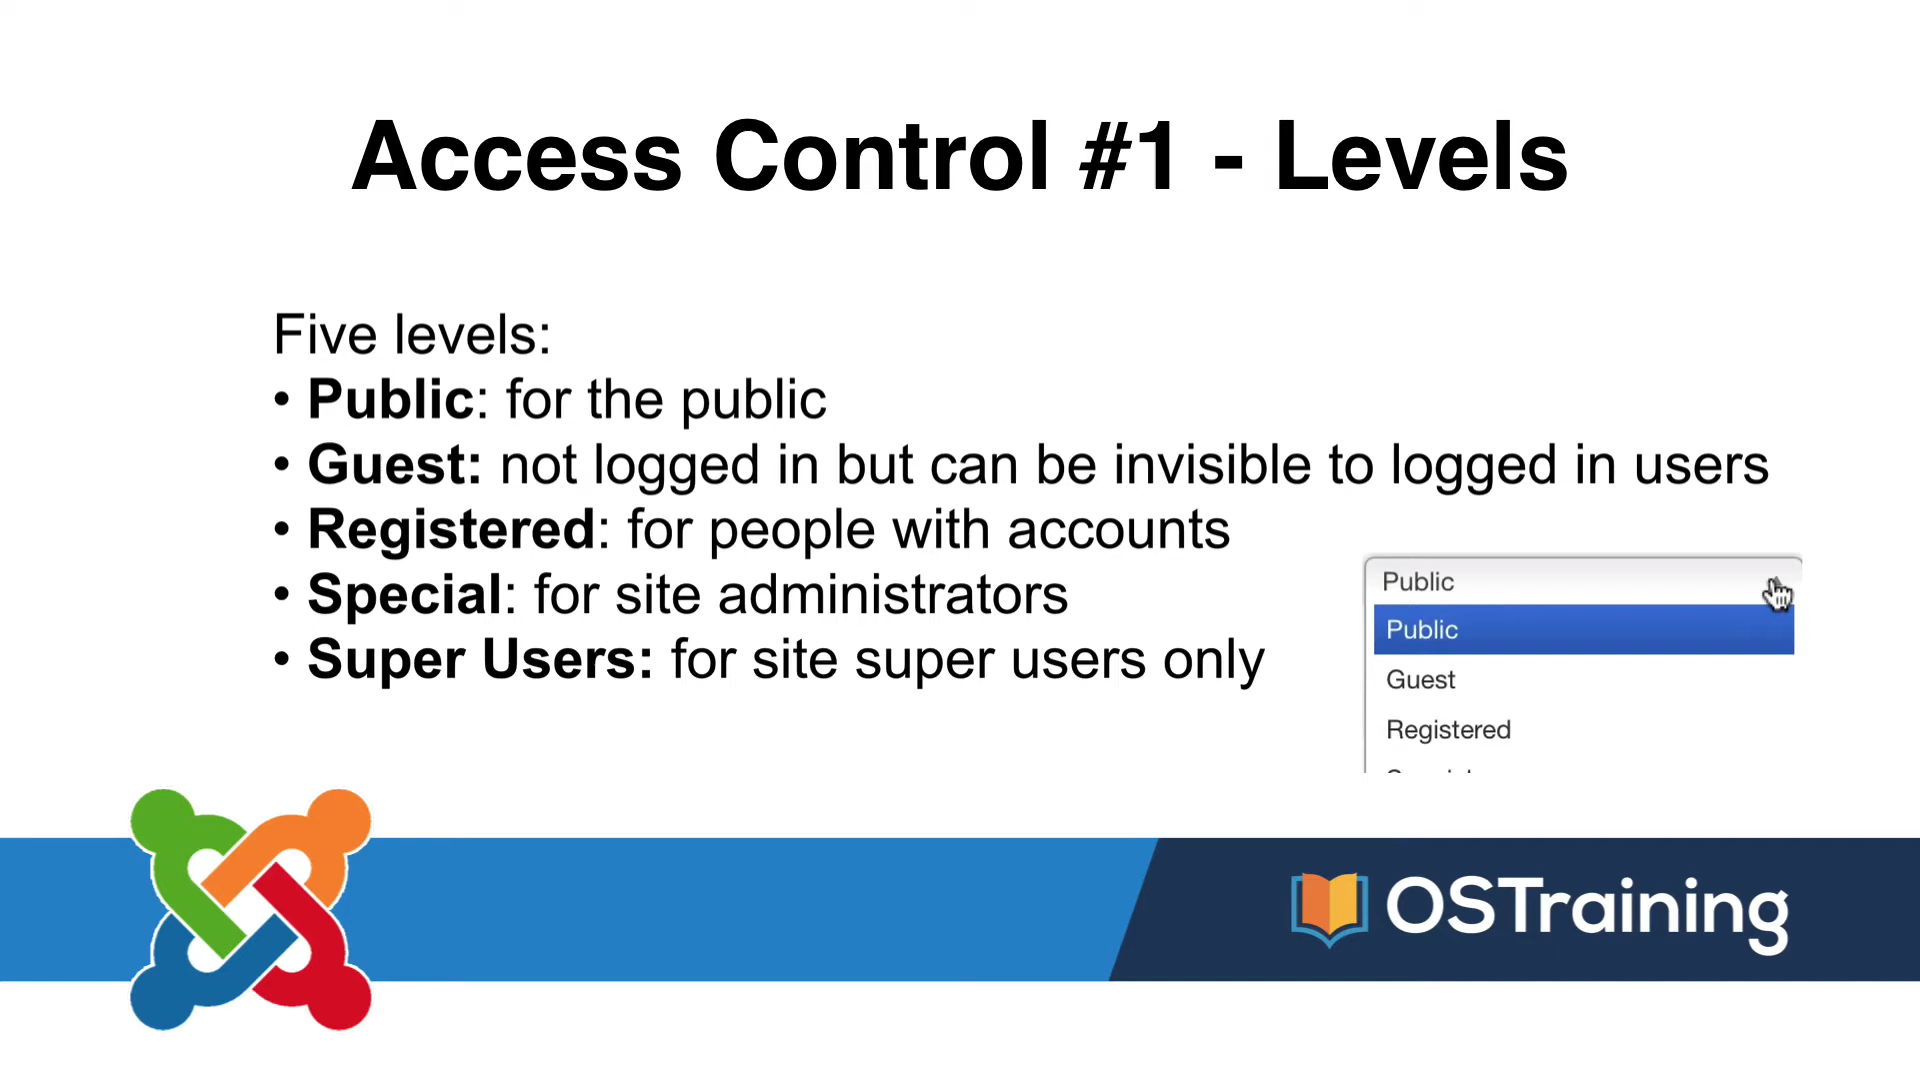 Access Control #1 - Levels
Five levels:
• Public: for the public
• Guest: not logged in but can be invisible to logged in users
• Registered: for people with accounts
• Special: for site administrators
• Super Users: for site super users only
Public
Public
Guest
Registered
OSTraining